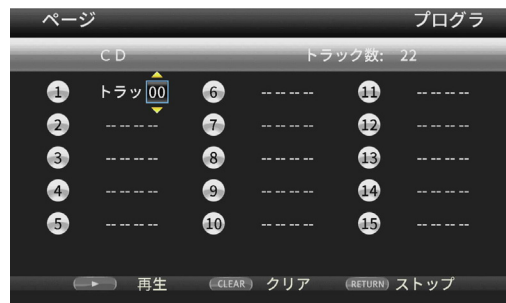 ページ プログラ
CD トラック数: 22
1 トラッ 00 6 -- -- -- -- 11 -- -- -- --
2 -- -- -- -- 7 -- -- -- -- 12 -- -- -- --
3 -- -- -- -- 8 -- -- -- -- 13 -- -- -- --
4 -- -- -- -- 9 -- -- -- -- 14 -- -- -- --
5 -- -- -- -- 10 -- -- -- -- 15 -- -- -- --
再生 CLEAR クリア RETURN ストップ